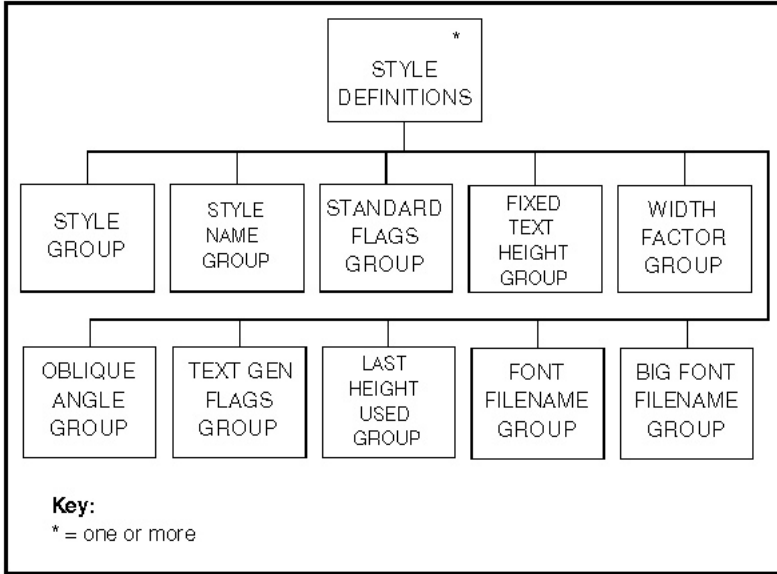 *
STYLE
DEFINITIONS
STYLE
GROUP
STYLE
NAME
GROUP
STANDARD
FLAGS
GROUP
FIXED
TEXT
HEIGHT
GROUP
WIDTH
FACTOR
GROUP
OBLIQUE
ANGLE
GROUP
TEXT GEN
FLAGS
GROUP
LAST
HEIGHT
USED
GROUP
FONT
FILENAME
GROUP
BIG FONT
FILENAME
GROUP
Key:
* = one or more